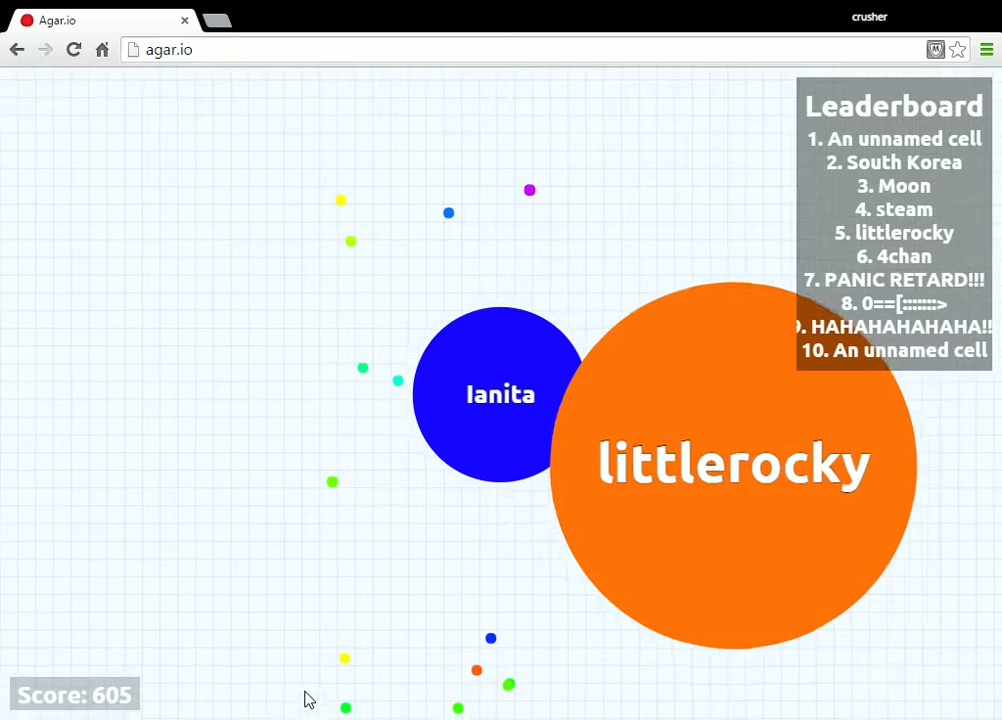 crusher
Agar.io
agar.io
Leaderboard
1. An unnamed cell
2. South Korea
3. Moon
4. steam
5. littlerocky
6. 4chan
7. PANIC RETARD!!!
8. 0==[:::::::>
9. HAHAHAHAHAHA!!
10. An unnamed cell
Ianita
littlerocky
Score: 605